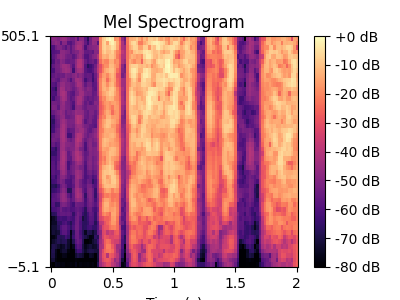 Mel Spectrogram
505.1
−5.1
0
0.5
1
1.5
2
+0 dB
-10 dB
-20 dB
-30 dB
-40 dB
-50 dB
-60 dB
-70 dB
-80 dB